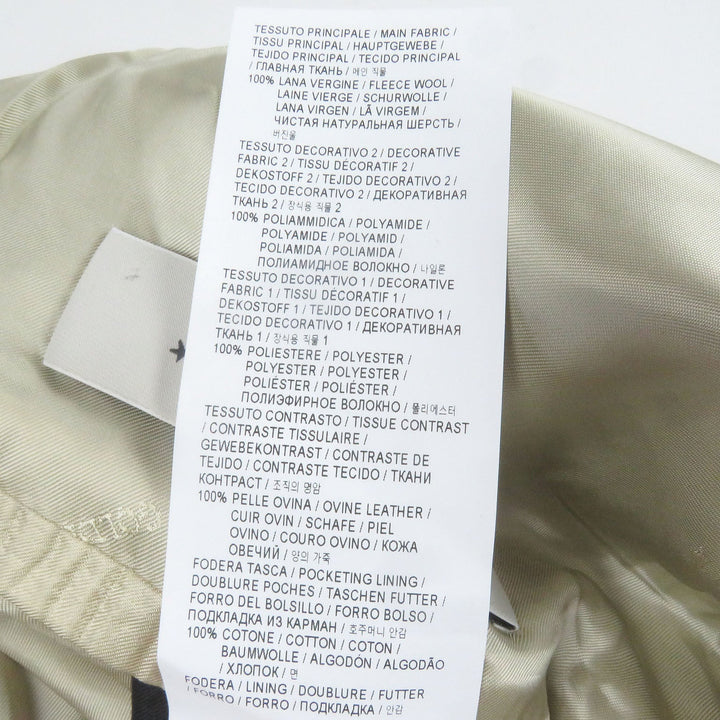 TESSUTO PRINCIPALE / MAIN FABRIC /
TISSU PRINCIPAL / HAUPTGEWEBE /
TEJIDO PRINCIPAL / TECIDO PRINCIPAL
/ ГЛАВНАЯ ТКАНЬ / 메인 직물
100% LANA VERGINE / FLEECE WOOL /
LAINE VIERGE / SCHURWOLLE /
LANA VIRGEN / LÃ VIRGEM /
ЧИСТАЯ НАТУРАЛЬНАЯ ШЕРСТЬ /
버진울
TESSUTO DECORATIVO 2 / DECORATIVE
FABRIC 2 / TISSU DÉCORATIF 2 /
DEKOSTOFF 2 / TEJIDO DECORATIVO 2 /
TECIDO DECORATIVO 2 / ДЕКОРАТИВНАЯ
ТКАНЬ 2 / 장식용 직물 2
100% POLIAMMIDICA / POLYAMIDE /
POLYAMIDE / POLYAMID /
POLIAMIDA / POLIAMIDA /
ПОЛИАМИДНОЕ ВОЛОКНО / 나일론
TESSUTO DECORATIVO 1 / DECORATIVE
FABRIC 1 / TISSU DÉCORATIF 1 /
DEKOSTOFF 1 / TEJIDO DECORATIVO 1 /
TECIDO DECORATIVO 1 / ДЕКОРАТИВНАЯ
ТКАНЬ 1 / 장식용 직물 1
100% POLIESTERE / POLYESTER /
POLYESTER / POLYESTER /
POLIÉSTER / POLIÉSTER /
ПОЛИЭФИРНОЕ ВОЛОКНО / 폴리에스터
TESSUTO CONTRASTO / TISSUE CONTRAST
/ CONTRASTE TISSULAIRE /
GEWEBEKONTRAST / CONTRASTE DE
TEJIDO / CONTRASTE TECIDO / ТКАНИ
КОНТРАСТ / 조직의 명암
100% PELLE OVINA / OVINE LEATHER /
CUIR OVIN / SCHAFE / PIEL
OVINO / COURO OVINO / КОЖА
ОВЕЧИЙ / 양의 가죽
FODERA TASCA / POCKETING LINING /
DOUBLURE POCHES / TASCHEN FUTTER /
FORRO DEL BOLSILLO / FORRO BOLSO /
ПОДКЛАДКА ИЗ КАРМАН / 호주머니 안감
100% COTONE / COTTON / COTON /
BAUMWOLLE / ALGODÓN / ALGODÃO
/ ХЛОПОК / 면
FODERA / LINING / DOUBLURE / FUTTER
/ FORRO / FORRO / ПОДКЛАДКА / 안감